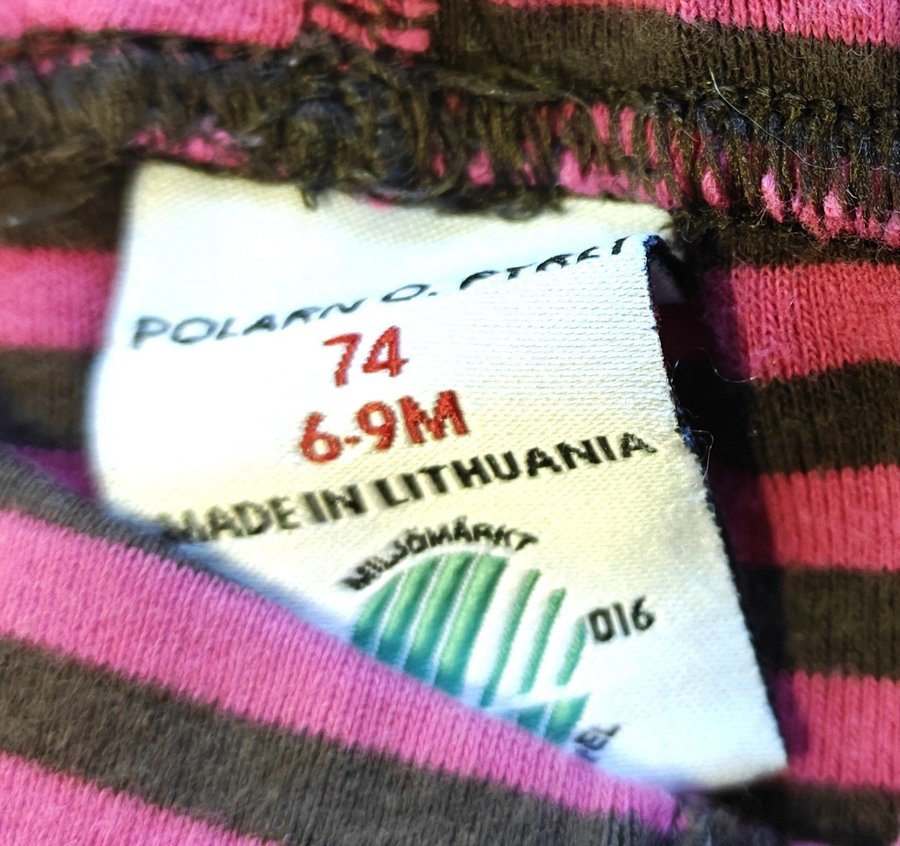 POLARN O. PYRET
74
6-9M
MADE IN LITHUANIA
MILJÖMÄRKT
016